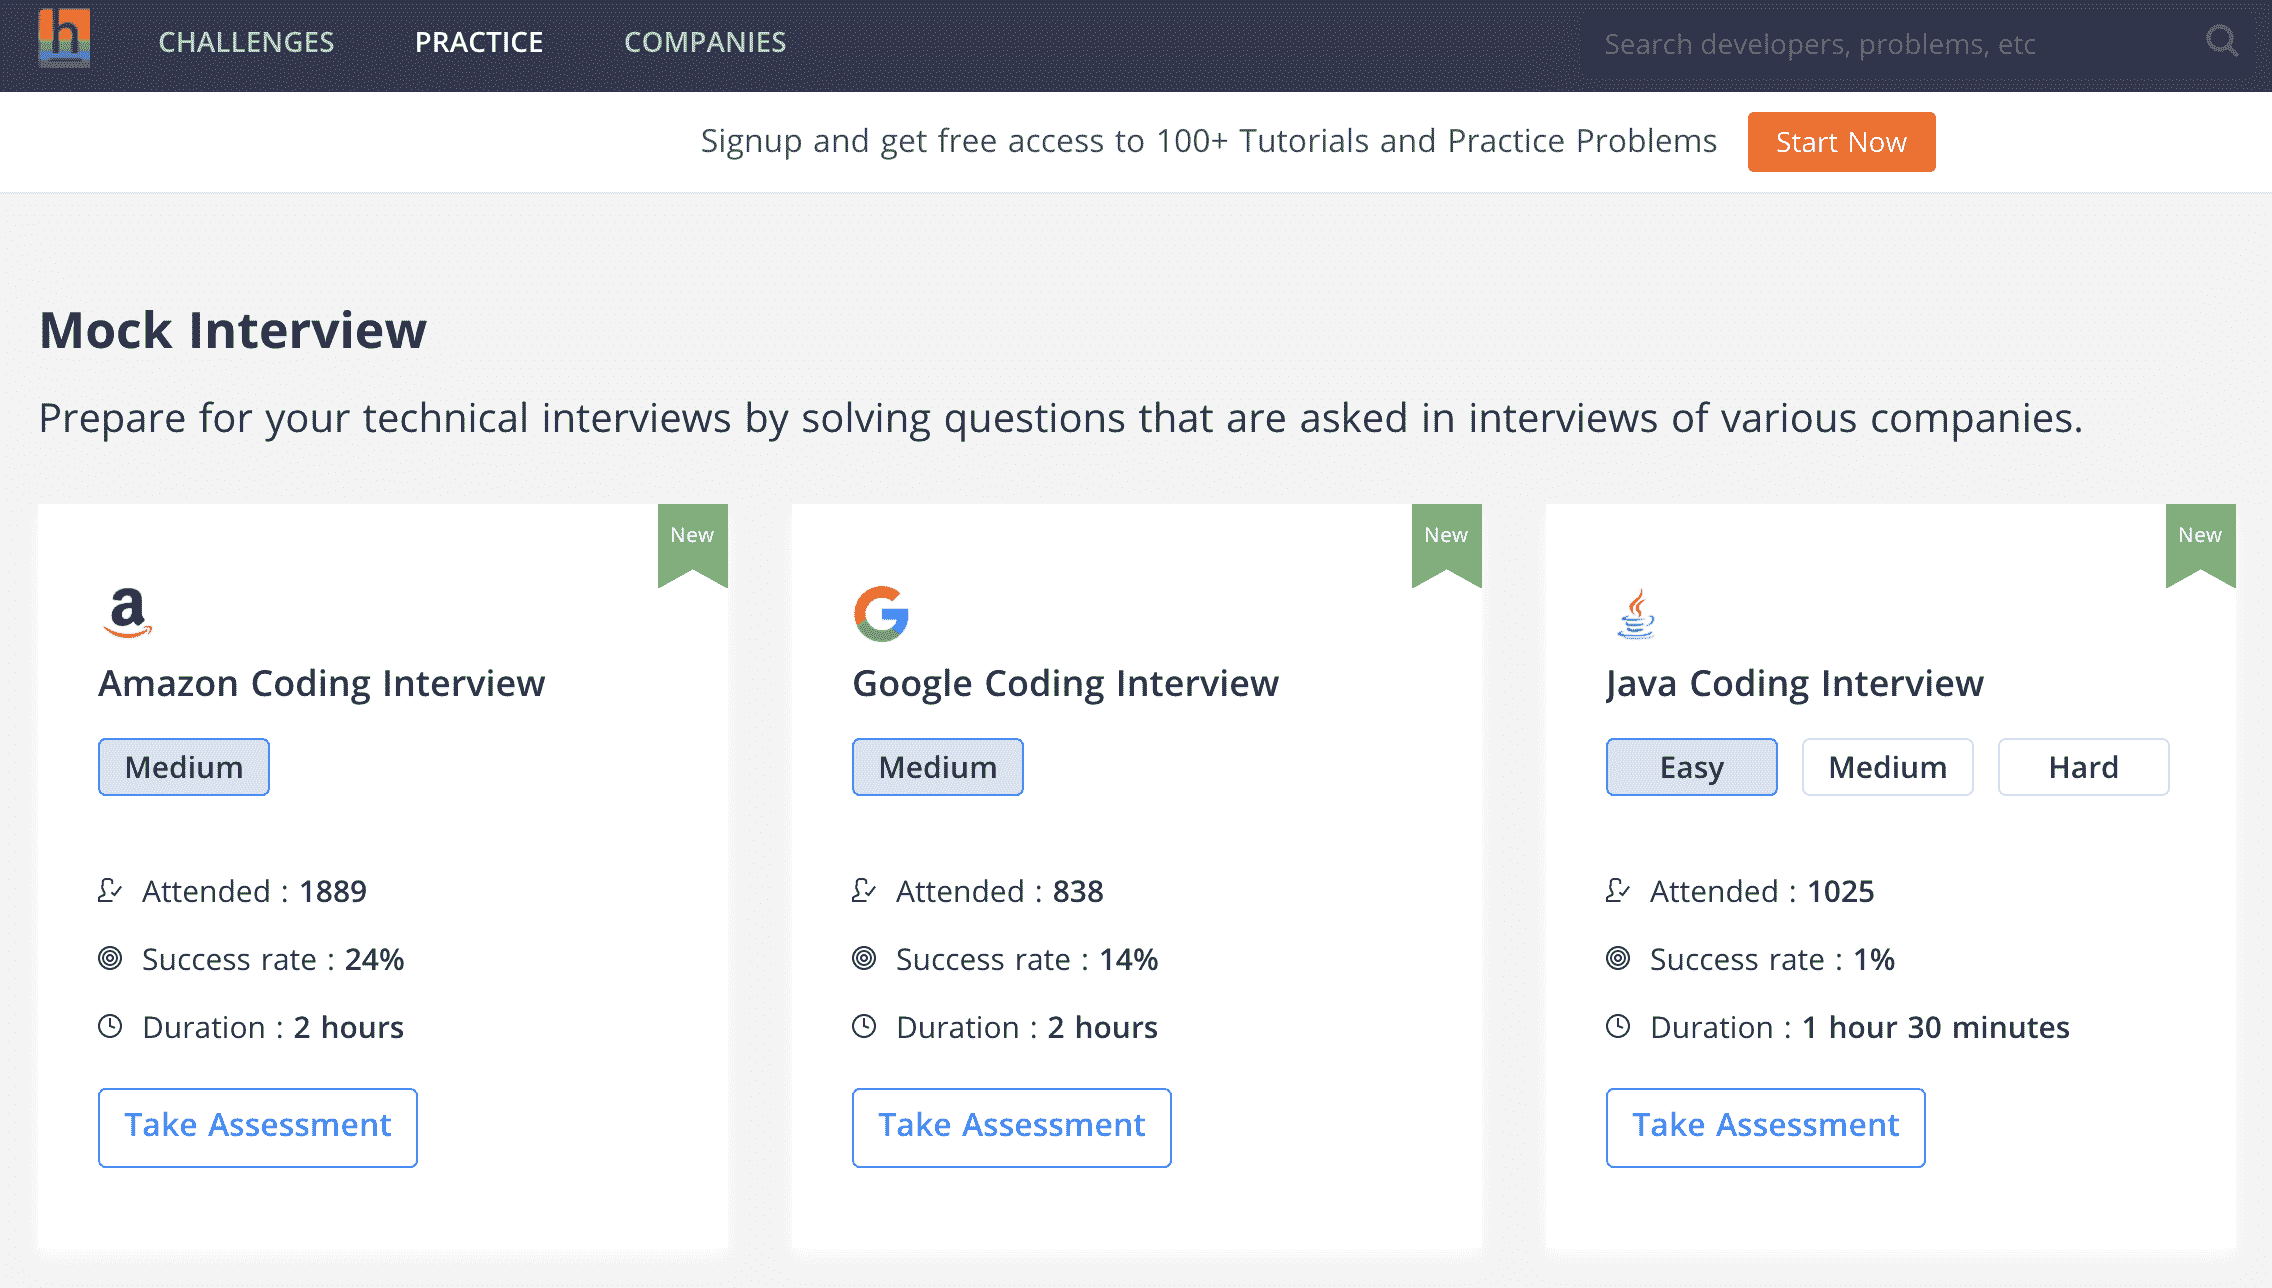 h
CHALLENGES PRACTICE COMPANIES Search developers, problems, etc
Signup and get free access to 100+ Tutorials and Practice Problems Start Now
Mock Interview
Prepare for your technical interviews by solving questions that are asked in interviews of various companies.
New
a
Amazon Coding Interview
Medium
Attended : 1889
Success rate : 24%
Duration : 2 hours
Take Assessment
New
G
Google Coding Interview
Medium
Attended : 838
Success rate : 14%
Duration : 2 hours
Take Assessment
New
Java Coding Interview
Easy Medium Hard
Attended : 1025
Success rate : 1%
Duration : 1 hour 30 minutes
Take Assessment